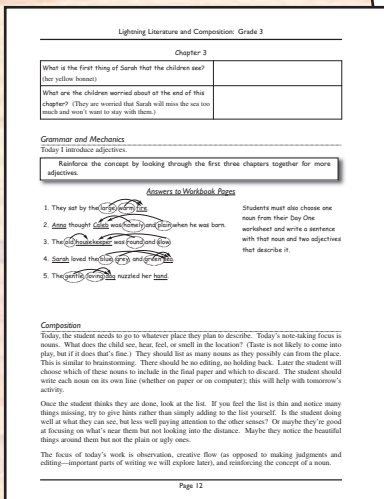 Lightning Literature and Composition: Grade 3
Chapter 3
What is the first thing of Sarah that the children see?
(her yellow bonnet)
What are the children worried about at the end of this
chapter? (They are worried that Sarah will miss the sea too
much and won't want to stay with them.)
Grammar and Mechanics
Today I introduce adjectives.
Reinforce the concept by looking through the first three chapters together for more
adjectives.
Answers to Workbook Pages
1. They sat by the large, warm fire.
2. Anna thought Caleb was homely and plain when he was born.
3. The old housekeeper was round and slow.
4. Sarah loved the blue, grey, and green sea.
5. The gentle, loving dog nuzzled her hand.
Students must also choose one
noun from their Day One
worksheet and write a sentence
with that noun and two adjectives
that describe it.
Composition
Today, the student needs to go to whatever place they plan to describe. Today's note-taking focus is
nouns. What does the child see, hear, feel, or smell in the location? (Taste is not likely to come into
play, but if it does that's fine.) They should list as many nouns as they possibly can from the place.
This is similar to brainstorming. There should be no editing, no holding back. Later the student will
choose which of these nouns to include in the final paper and which to discard. The student should
write each noun on its own line (whether on paper or on computer); this will help with tomorrow's
activity.
Once the student thinks they are done, look at the list. If you feel the list is thin and notice many
things missing, try to give hints rather than simply adding to the list yourself. Is the student doing
well at what they can see, but less well paying attention to the other senses? Or maybe they're good
at focusing on what's near them but not looking into the distance. Maybe they notice the beautiful
things around them but not the plain or ugly ones.
The focus of today's work is observation, creative flow (as opposed to making judgments and
editing—important parts of writing we will explore later), and reinforcing the concept of a noun.
Page 12